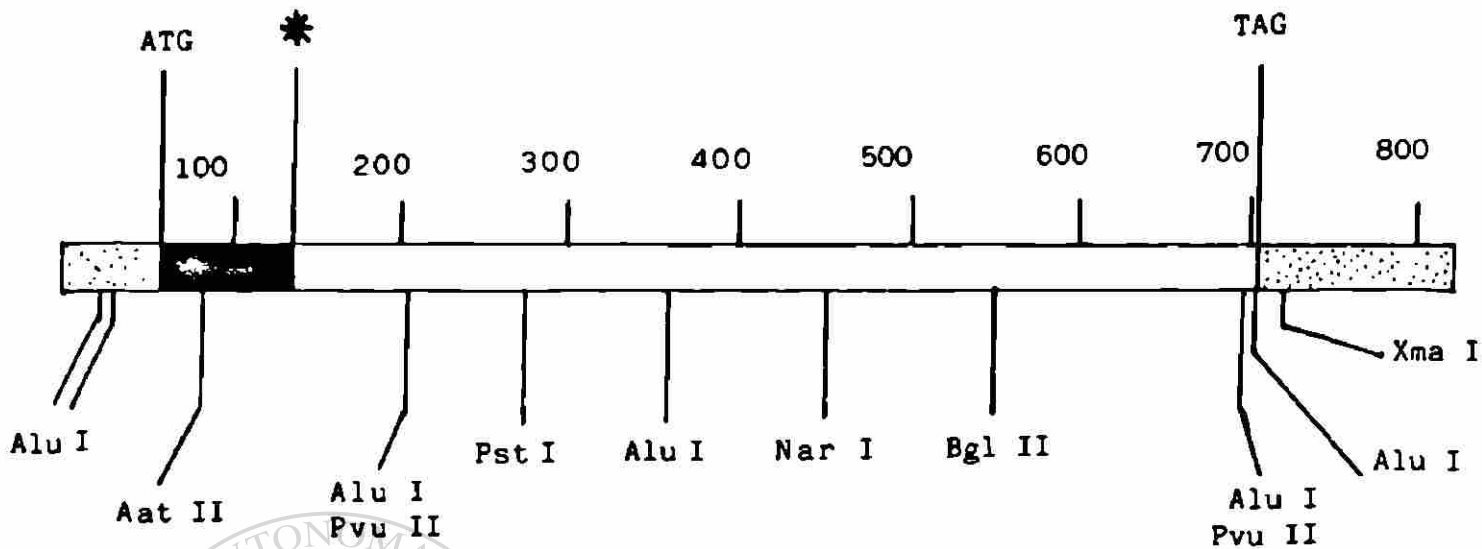 ATG
*
TAG
100
200
300
400
500
600
700
800
Xma I
Alu I
Pst I
Alu I
Nar I
Bgl II
Alu I
Aat II
Alu I
Pvu II
Alu I
Pvu II